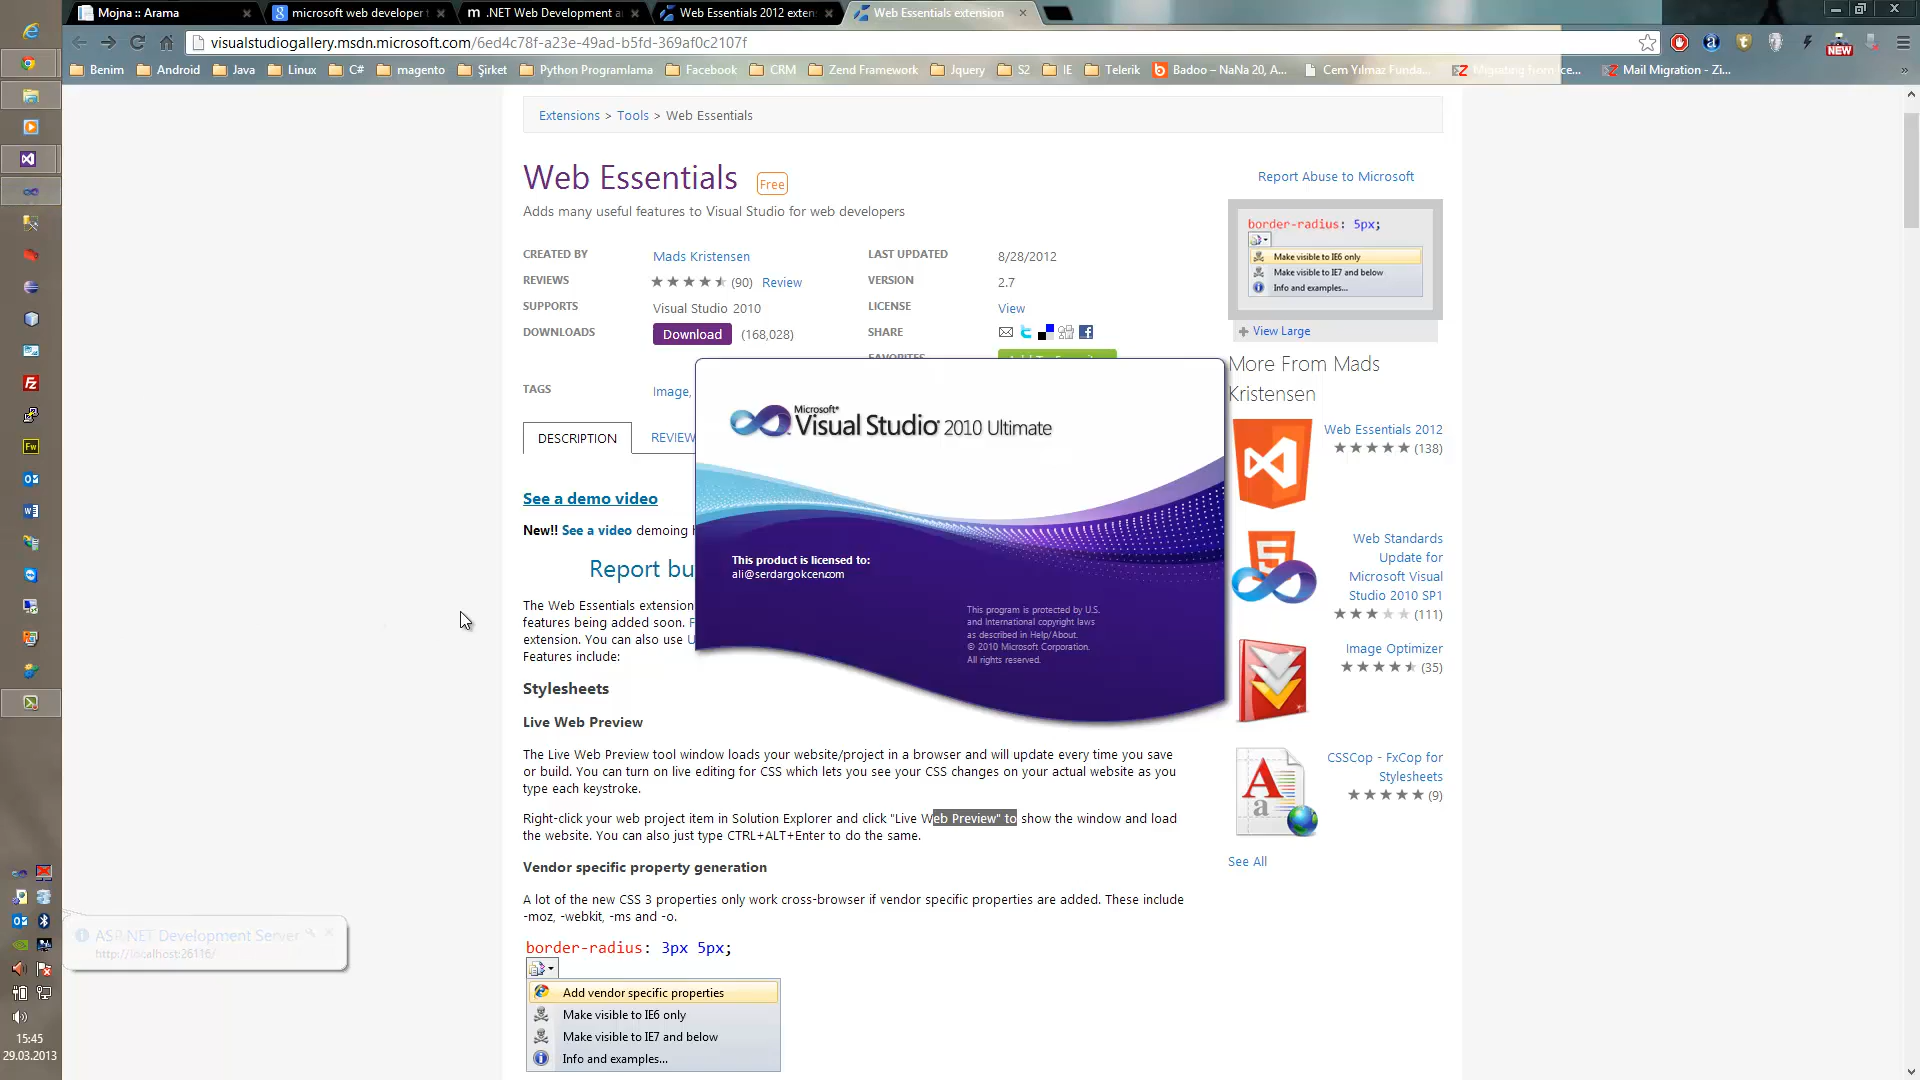 Mojna :: Arama
microsoft web developer
.NET Web Development a
Web Essentials 2012 exten
Web Essentials extension
visualstudiogallery.msdn.microsoft.com/6ed4c78f-a23e-49ad-b5fd-369af0c2107f
NEW
Benim
Android
Java
Linux
C#
magento
Şirket
Python Programlama
Facebook
CRM
Zend Framework
Jquery
S2
IE
Telerik
Badoo – NaNa 20, A...
Cem Yılmaz Funda...
Migrating from Ice...
Mail Migration - Zi...
Extensions > Tools > Web Essentials
Web Essentials Free
Adds many useful features to Visual Studio for web developers
Report Abuse to Microsoft
CREATED BY Mads Kristensen
LAST UPDATED 8/28/2012
REVIEWS (90) Review
VERSION 2.7
SUPPORTS Visual Studio 2010
LICENSE View
DOWNLOADS Download (168,028)
SHARE
TAGS Image,
border-radius: 5px;
Make visible to IE6 only
Make visible to IE7 and below
Info and examples...
View Large
DESCRIPTION REVIEW
More From Mads
Kristensen
Web Essentials 2012
(138)
Web Standards
Update for
Microsoft Visual
Studio 2010 SP1
(111)
Image Optimizer
(35)
CSSCop - FxCop for
Stylesheets
(9)
See All
Microsoft®
Visual Studio® 2010 Ultimate
This product is licensed to:
ali@serdargokcen.com
This program is protected by U.S.
and International copyright laws
as described in Help/About.
© 2010 Microsoft Corporation.
All rights reserved.
See a demo video
New!! See a video demoing
Report bu
The Web Essentials extension
features being added soon. F
extension. You can also use U
Features include:
Stylesheets
Live Web Preview
The Live Web Preview tool window loads your website/project in a browser and will update every time you save
or build. You can turn on live editing for CSS which lets you see your CSS changes on your actual website as you
type each keystroke.
Right-click your web project item in Solution Explorer and click "Live Web Preview" to show the window and load
the website. You can also just type CTRL+ALT+Enter to do the same.
Vendor specific property generation
A lot of the new CSS 3 properties only work cross-browser if vendor specific properties are added. These include
-moz, -webkit, -ms and -o.
border-radius: 3px 5px;
Add vendor specific properties
Make visible to IE6 only
Make visible to IE7 and below
Info and examples...
ASP.NET Development Server
http://localhost:26116/
15:45
29.03.2013